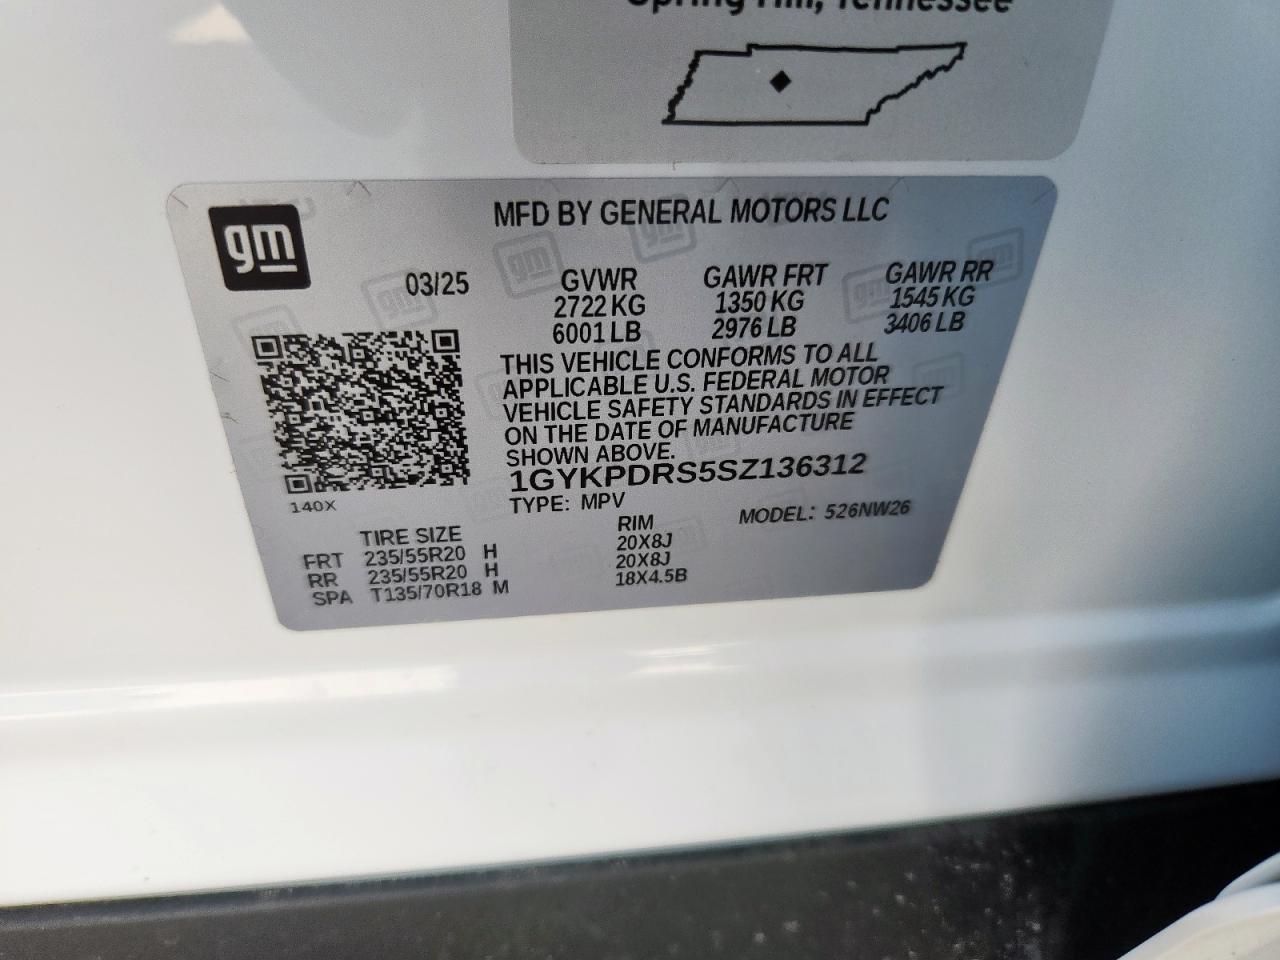 Spring Hill, Tennessee
gm
MFD BY GENERAL MOTORS LLC
03/25
GVWR GAWR FRT GAWR RR
2722 KG 1350 KG 1545 KG
6001 LB 2976 LB 3406 LB
THIS VEHICLE CONFORMS TO ALL
APPLICABLE U.S. FEDERAL MOTOR
VEHICLE SAFETY STANDARDS IN EFFECT
ON THE DATE OF MANUFACTURE
SHOWN ABOVE.
1GYKPDRS5SZ136312
140X
TYPE: MPV MODEL: 526NW26
TIRE SIZE RIM
FRT 235/55R20 H 20X8J
RR 235/55R20 H 20X8J
SPA T135/70R18 M 18X4.5B